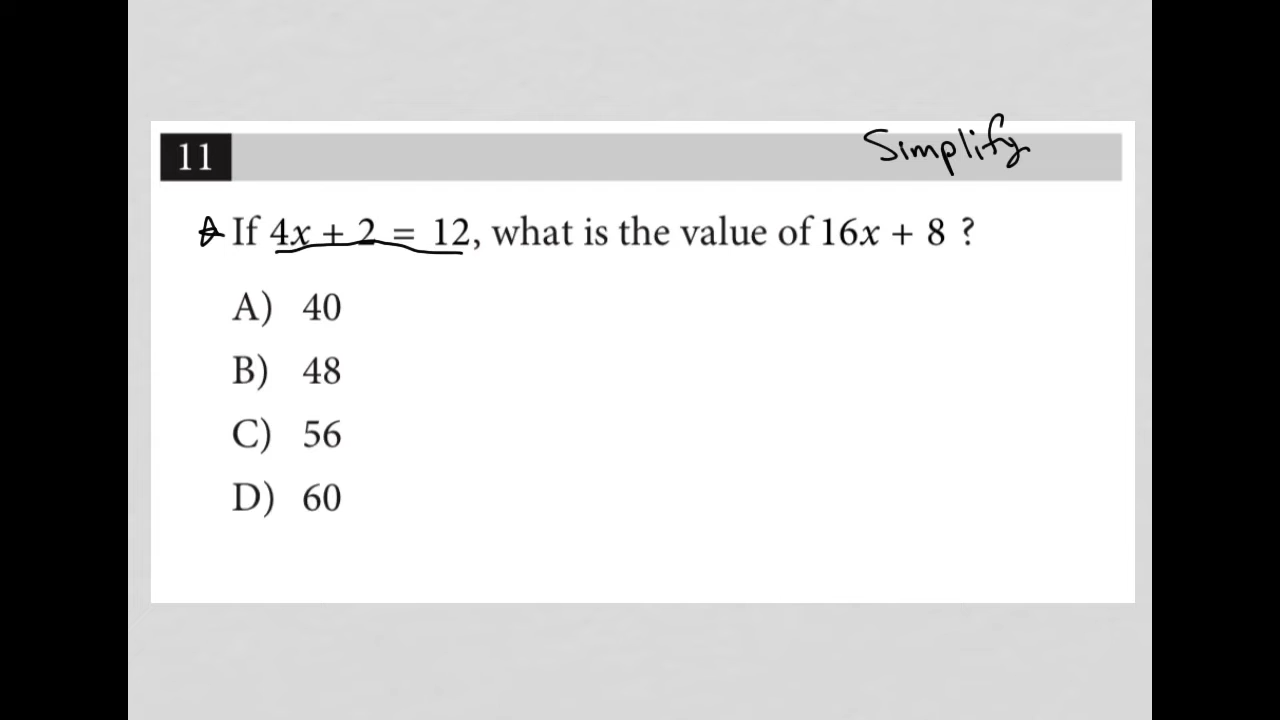 11
Simplify
If 4x + 2 = 12, what is the value of 16x + 8 ?
A) 40
B) 48
C) 56
D) 60